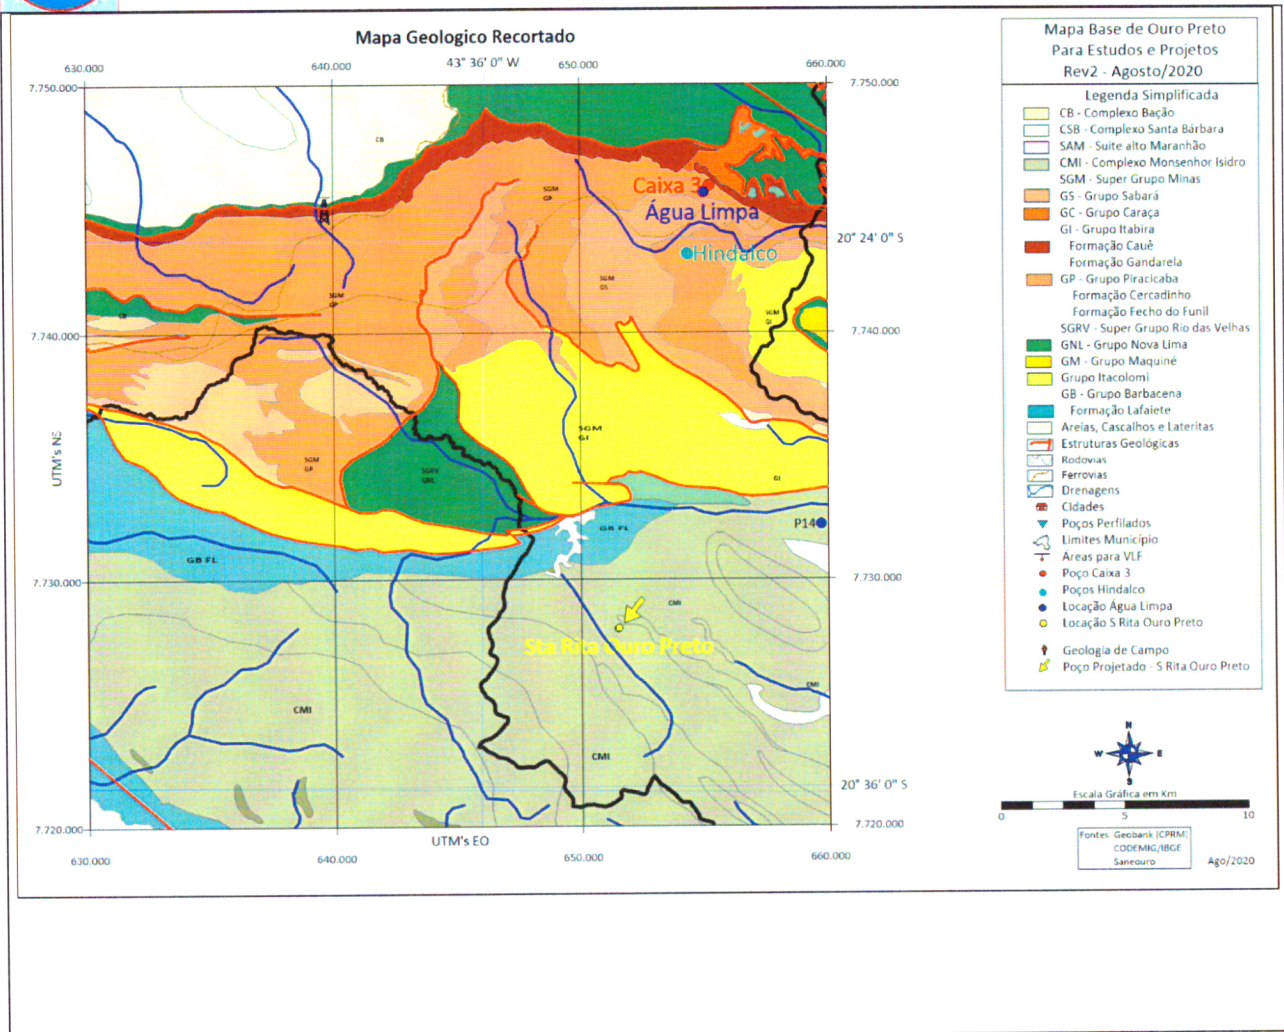 Mapa Geologico Recortado
43° 36' 0" W
630.000
640.000
650.000
660.000
7.750.000
7.750.000
CB
SGM
GP
Caixa 3
Água Limpa
20° 24' 0" S
Hindalco
SGM
GS
SGM
GP
CB
SGM
GI
7.740.000
7.740.000
UTM's NS
SGM
GI
SGM
GP
SGRV
GNL
GI
P14
GB FL
GB FL
7.730.000
7.730.000
CMI
Sta Rita Ouro Preto
CMI
CMI
CMI
20° 36' 0" S
7.720.000
7.720.000
UTM's EO
630.000
640.000
650.000
660.000
Mapa Base de Ouro Preto
Para Estudos e Projetos
Rev2 - Agosto/2020
Legenda Simplificada
CB - Complexo Bação
CSB - Complexo Santa Bárbara
SAM - Suite alto Maranhão
CMI - Complexo Monsenhor Isidro
SGM - Super Grupo Minas
GS - Grupo Sabará
GC - Grupo Caraça
GI - Grupo Itabira
Formação Cauê
Formação Gandarela
GP - Grupo Piracicaba
Formação Cercadinho
Formação Fecho do Funil
SGRV - Super Grupo Rio das Velhas
GNL - Grupo Nova Lima
GM - Grupo Maquiné
Grupo Itacolomi
GB - Grupo Barbacena
Formação Lafaiete
Areias, Cascalhos e Lateritas
Estruturas Geológicas
Rodovias
Ferrovias
Drenagens
Cidades
Poços Perfilados
Limites Município
Areas para VLF
Poço Caixa 3
Poços Hindalco
Locação Água Limpa
Locação S Rita Ouro Preto
Geologia de Campo
Poço Projetado - S Rita Ouro Preto
N
W
E
S
Escala Gráfica em Km
0
5
10
Fontes Geobank (CPRM)
CODEMIG/IBGE
Saneouro
Ago/2020